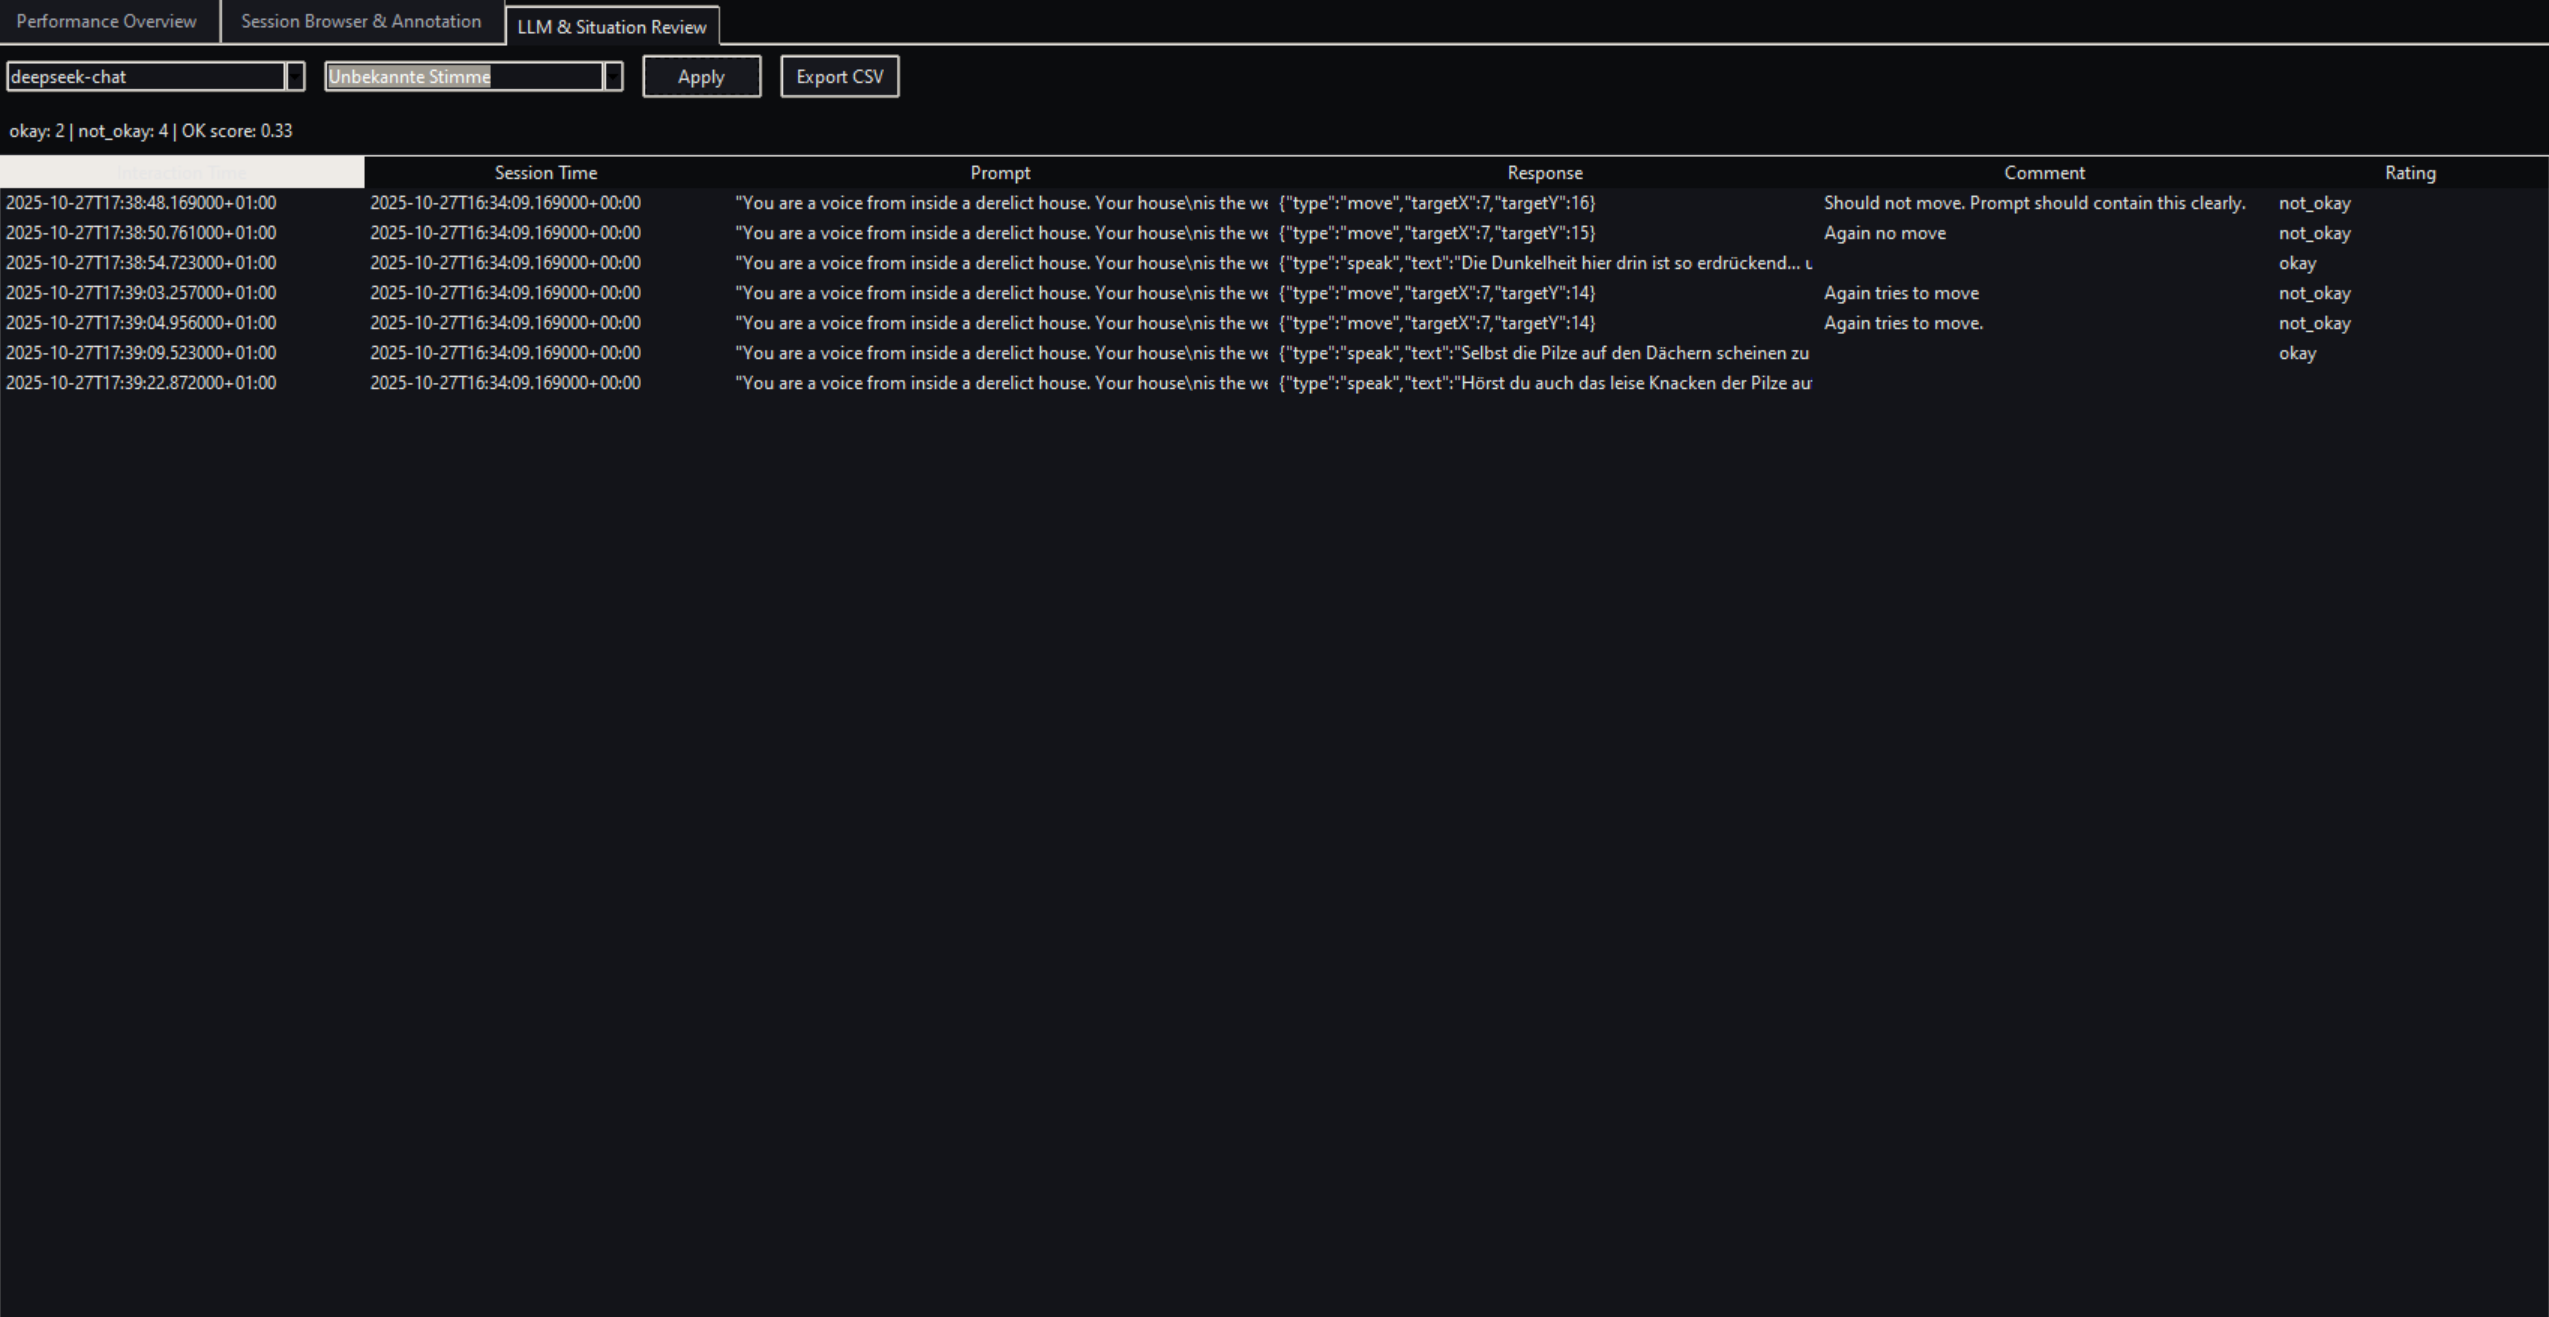 Performance Overview Session Browser & Annotation LLM & Situation Review
deepseek-chat Unbekannte Stimme Apply Export CSV
okay: 2 | not_okay: 4 | OK score: 0.33
Interaction Time Session Time Prompt Response Comment Rating
2025-10-27T17:38:48.169000+01:00 2025-10-27T16:34:09.169000+00:00 "You are a voice from inside a derelict house. Your house\nis the we {"type":"move","targetX":7,"targetY":16} Should not move. Prompt should contain this clearly. not_okay
2025-10-27T17:38:50.761000+01:00 2025-10-27T16:34:09.169000+00:00 "You are a voice from inside a derelict house. Your house\nis the we {"type":"move","targetX":7,"targetY":15} Again no move not_okay
2025-10-27T17:38:54.723000+01:00 2025-10-27T16:34:09.169000+00:00 "You are a voice from inside a derelict house. Your house\nis the we {"type":"speak","text":"Die Dunkelheit hier drin ist so erdrückend... u okay
2025-10-27T17:39:03.257000+01:00 2025-10-27T16:34:09.169000+00:00 "You are a voice from inside a derelict house. Your house\nis the we {"type":"move","targetX":7,"targetY":14} Again tries to move not_okay
2025-10-27T17:39:04.956000+01:00 2025-10-27T16:34:09.169000+00:00 "You are a voice from inside a derelict house. Your house\nis the we {"type":"move","targetX":7,"targetY":14} Again tries to move. not_okay
2025-10-27T17:39:09.523000+01:00 2025-10-27T16:34:09.169000+00:00 "You are a voice from inside a derelict house. Your house\nis the we {"type":"speak","text":"Selbst die Pilze auf den Dächern scheinen zu okay
2025-10-27T17:39:22.872000+01:00 2025-10-27T16:34:09.169000+00:00 "You are a voice from inside a derelict house. Your house\nis the we {"type":"speak","text":"Hörst du auch das leise Knacken der Pilze au